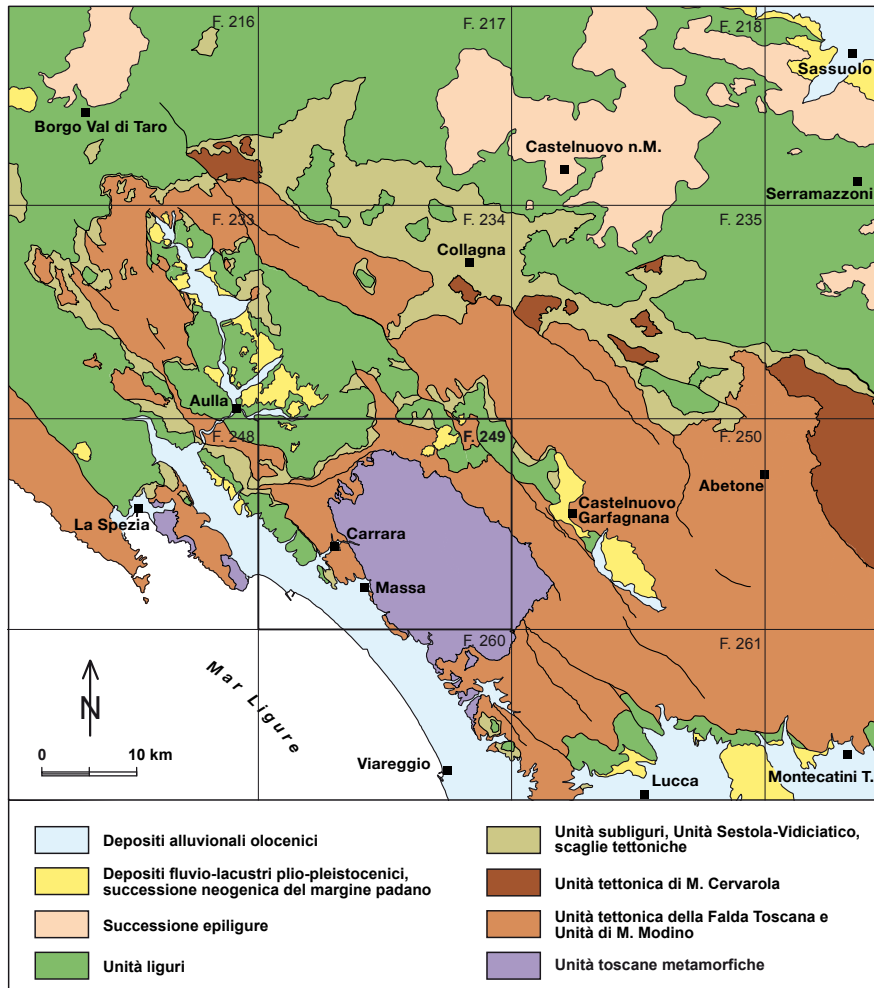 F. 216
F. 217
F. 218
Sassuolo
Borgo Val di Taro
Castelnuovo n.M.
Serramazzoni
F. 233
F. 234
F. 235
Collagna
Aulla
F. 248
F. 249
F. 250
Abetone
La Spezia
Castelnuovo
Garfagnana
Carrara
Massa
F. 260
F. 261
Mar Ligure
N
0 10 km
Viareggio
Lucca
Montecatini T.
Depositi alluvionali olocenici
Depositi fluvio-lacustri plio-pleistocenici,
successione neogenica del margine padano
Successione epiligure
Unità liguri
Unità subliguri, Unità Sestola-Vidiciatico,
scaglie tettoniche
Unità tettonica di M. Cervarola
Unità tettonica della Falda Toscana e
Unità di M. Modino
Unità toscane metamorfiche